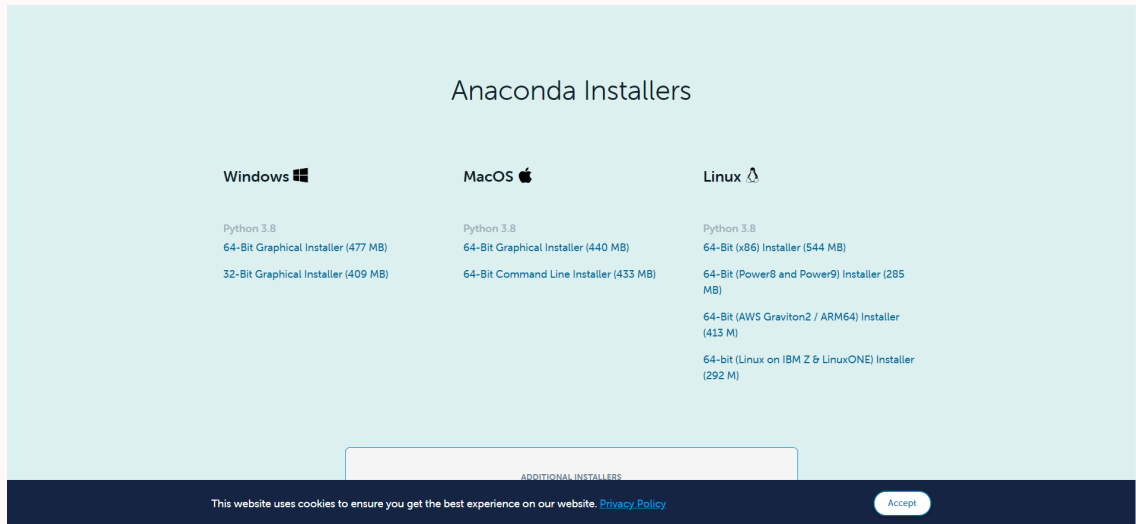 Anaconda Installers
Windows
Python 3.8
64-Bit Graphical Installer (477 MB)
32-Bit Graphical Installer (409 MB)
MacOS
Python 3.8
64-Bit Graphical Installer (440 MB)
64-Bit Command Line Installer (433 MB)
Linux
Python 3.8
64-Bit (x86) Installer (544 MB)
64-Bit (Power8 and Power9) Installer (285
MB)
64-Bit (AWS Graviton2 / ARM64) Installer
(413 M)
64-bit (Linux on IBM Z & LinuxONE) Installer
(292 M)
ADDITIONAL INSTALLERS
This website uses cookies to ensure you get the best experience on our website. Privacy Policy
Accept